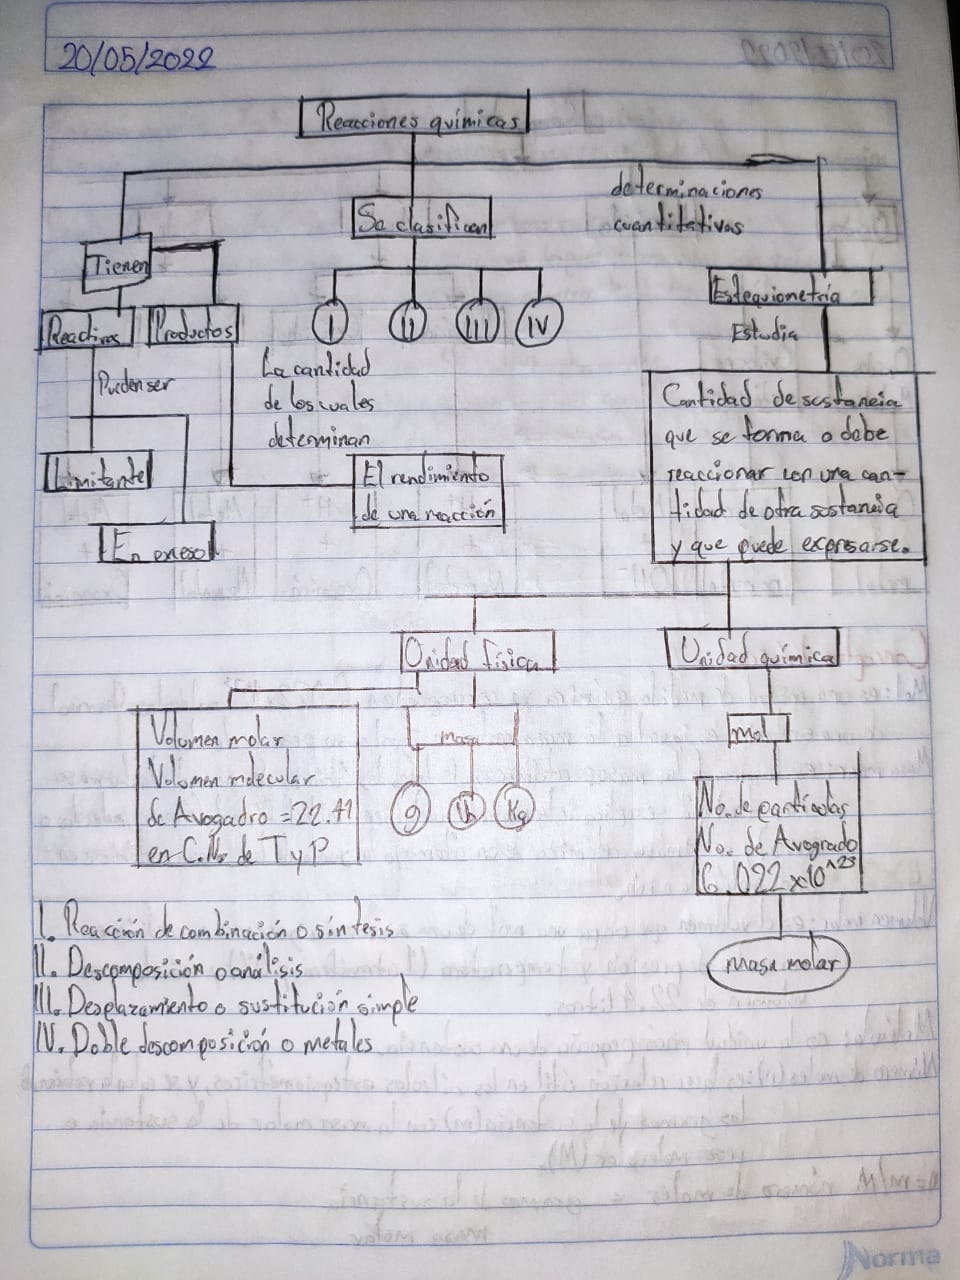 20/05/2022
Reacciones químicas
determinaciones
cuantitativas
Se clasifican
Tienen
Estequiometría
Reactivos
Productos
I
II
III
IV
Estudia
Pueden ser
La cantidad
de los cuales
determinan
Cantidad de sustancia
que se forma o debe
reaccionar con una can-
tidad de otra sustancia
y que puede expresarse.
Limitante
El rendimiento
de una reacción
En exceso
Unidad física
Unidad química
Volumen molar
Volumen molecular
de Avogadro = 22.41
en C.N. de T y P
masa
g
lb
Kg
mol
No. de partículas
No. de Avogrado
6.022 x 10^23
masa molar
I. Reacción de combinación o síntesis
II. Descomposición o análisis
III. Desplazamiento o sustitución simple
IV. Doble descomposición o metales
Norma